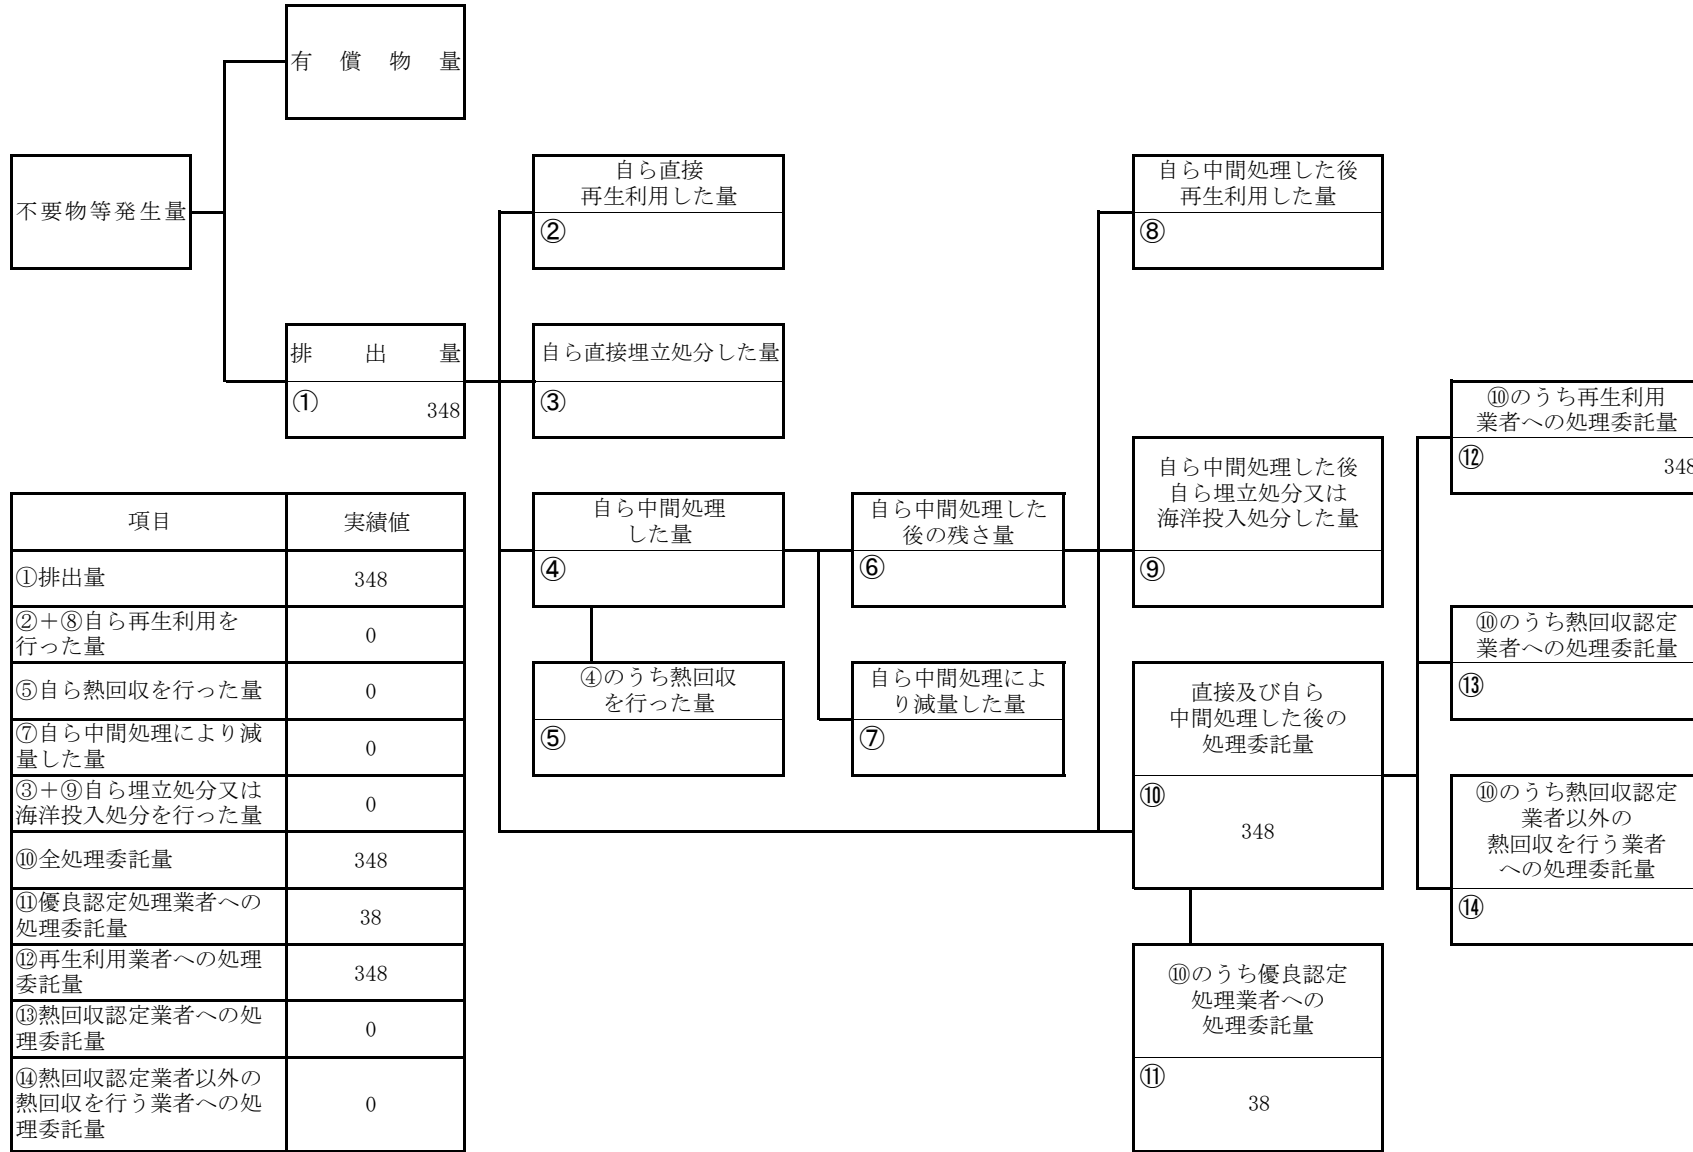 有償物量
不要物等発生量
排出量
①
348
自ら直接
再生利用した量
②
自ら直接埋立処分した量
③
自ら中間処理
した量
④
④のうち熱回収
を行った量
⑤
自ら中間処理した
後の残さ量
⑥
自ら中間処理によ
り減量した量
⑦
自ら中間処理した後
再生利用した量
⑧
自ら中間処理した後
自ら埋立処分又は
海洋投入処分した量
⑨
直接及び自ら
中間処理した後の
処理委託量
⑩
348
⑩のうち優良認定
処理業者への
処理委託量
⑪
38
⑩のうち再生利用
業者への処理委託量
⑫
348
⑩のうち熱回収認定
業者への処理委託量
⑬
⑩のうち熱回収認定
業者以外の
熱回収を行う業者
への処理委託量
⑭
項目 実績値
①排出量 348
②+⑧自ら再生利用を
行った量 0
⑤自ら熱回収を行った量 0
⑦自ら中間処理により減
量した量 0
③+⑨自ら埋立処分又は
海洋投入処分を行った量 0
⑩全処理委託量 348
⑪優良認定処理業者への
処理委託量 38
⑫再生利用業者への処理
委託量 348
⑬熱回収認定業者への処
理委託量 0
⑭熱回収認定業者以外の
熱回収を行う業者への処
理委託量 0